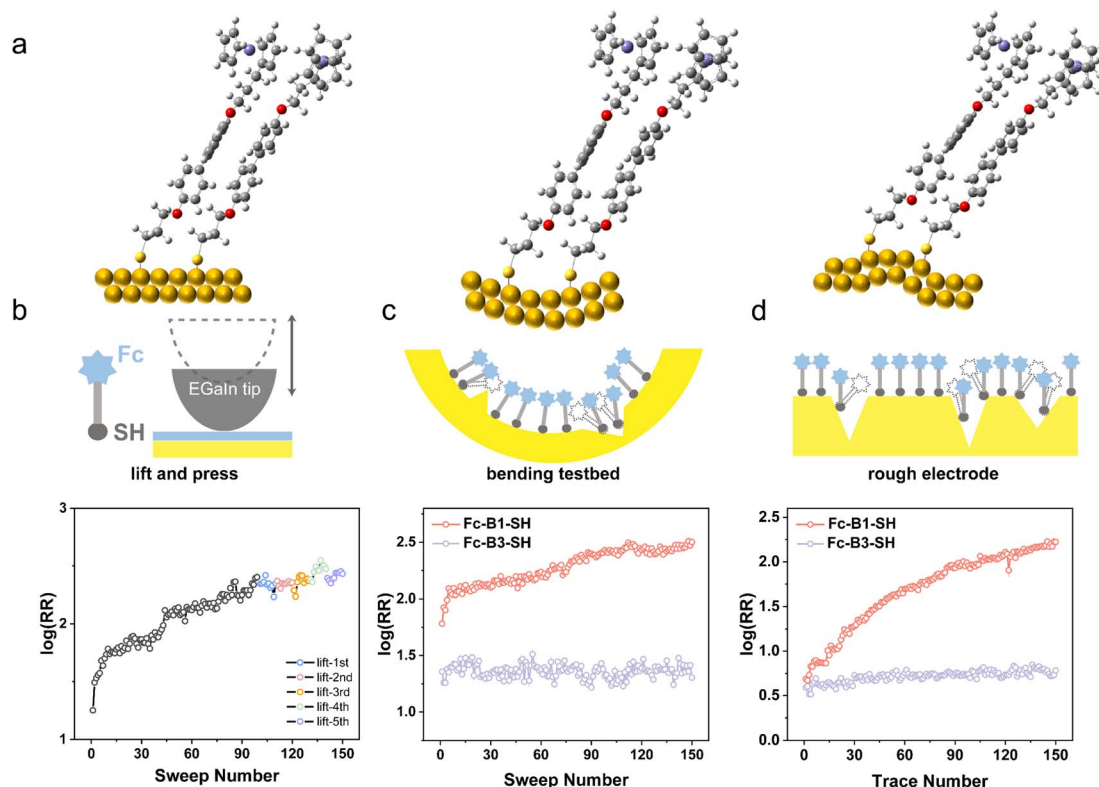 a
b
c
d
Fc
SH
EGaIn tip
lift and press
bending testbed
rough electrode
3
2
1
log(RR)
0 30 60 90 120 150
Sweep Number
lift-1st
lift-2nd
lift-3rd
lift-4th
lift-5th
Fc-B1-SH
Fc-B3-SH
2.5
2.0
1.5
1.0
log(RR)
0 30 60 90 120 150
Sweep Number
Fc-B1-SH
Fc-B3-SH
2.5
2.0
1.5
1.0
0.5
0.0
log(RR)
0 30 60 90 120 150
Trace Number